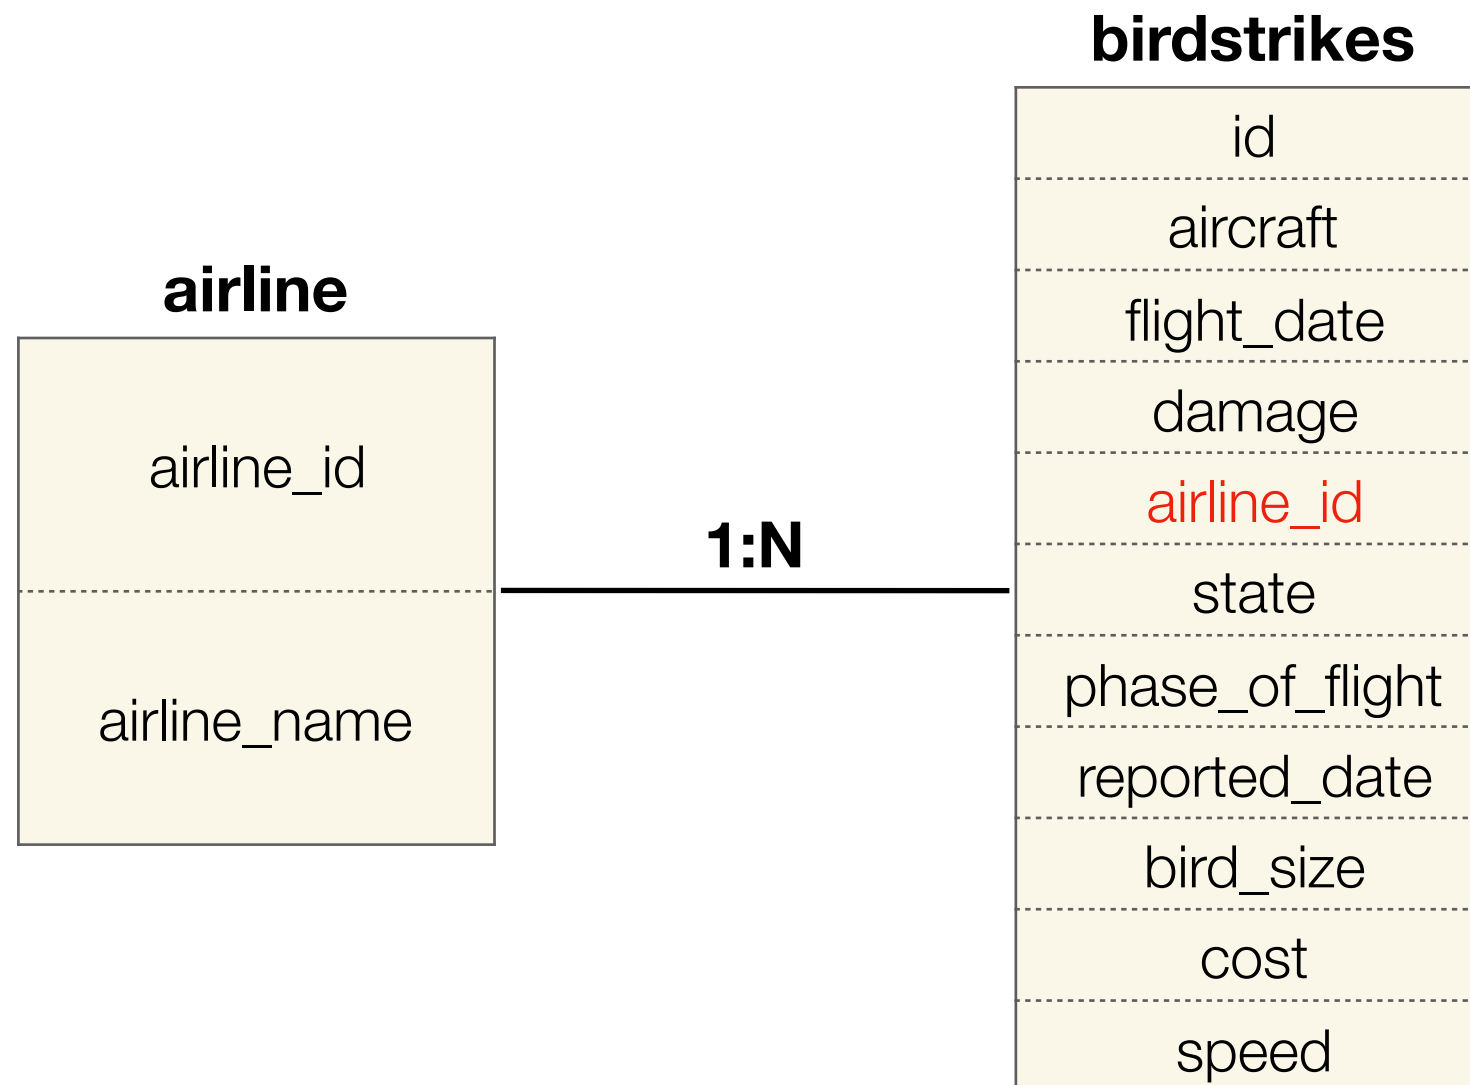 airline
airline_id
airline_name
1:N
birdstrikes
id
aircraft
flight_date
damage
airline_id
state
phase_of_flight
reported_date
bird_size
cost
speed